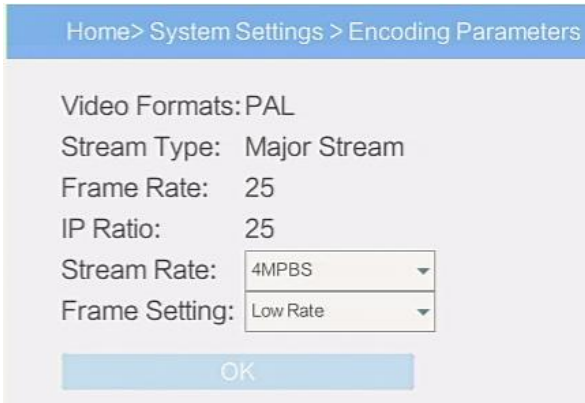 Home> System Settings > Encoding Parameters
Video Formats: PAL
Stream Type: Major Stream
Frame Rate: 25
IP Ratio: 25
Stream Rate: 4MPBS
Frame Setting: Low Rate
OK